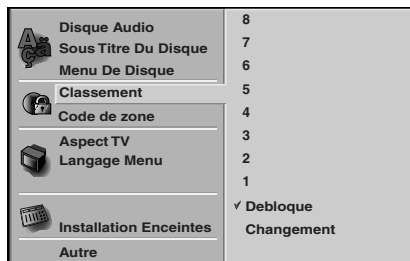 Disque Audio
Sous Titre Du Disque
Menu De Disque
Classement
Code de zone
Aspect TV
Langage Menu
Installation Enceintes
Autre
8
7
6
5
4
3
2
1
Debloque
Changement